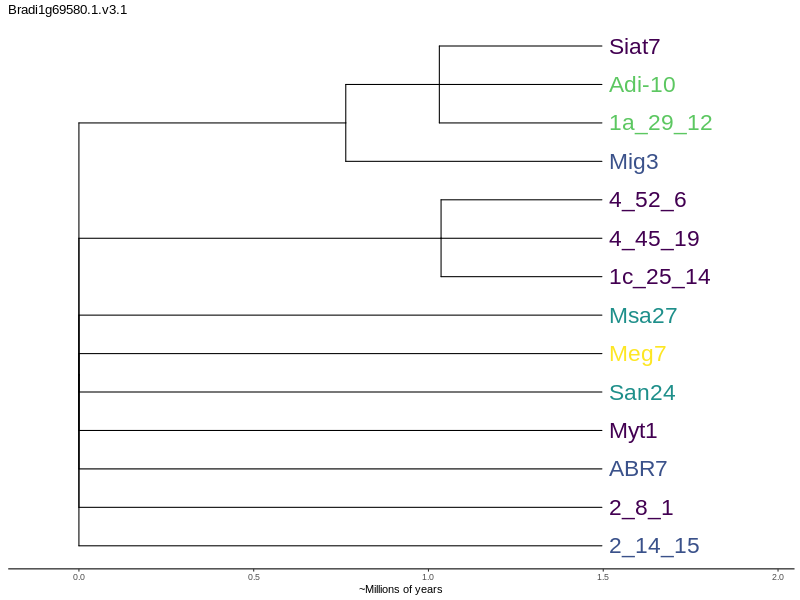 Bradi1g69580.1.v3.1
Siat7
Adi-10
1a_29_12
Mig3
4_52_6
4_45_19
1c_25_14
Msa27
Meg7
San24
Myt1
ABR7
2_8_1
2_14_15
0.0 0.5 1.0 1.5 2.0
~Millions of years